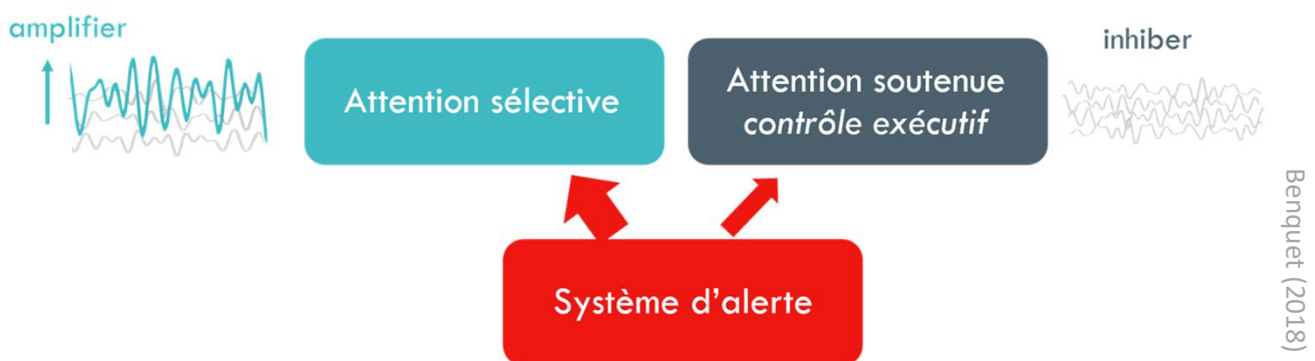 amplifier
Attention sélective
Attention soutenue
contrôle exécutif
inhiber
Système d'alerte
Benquet (2018)